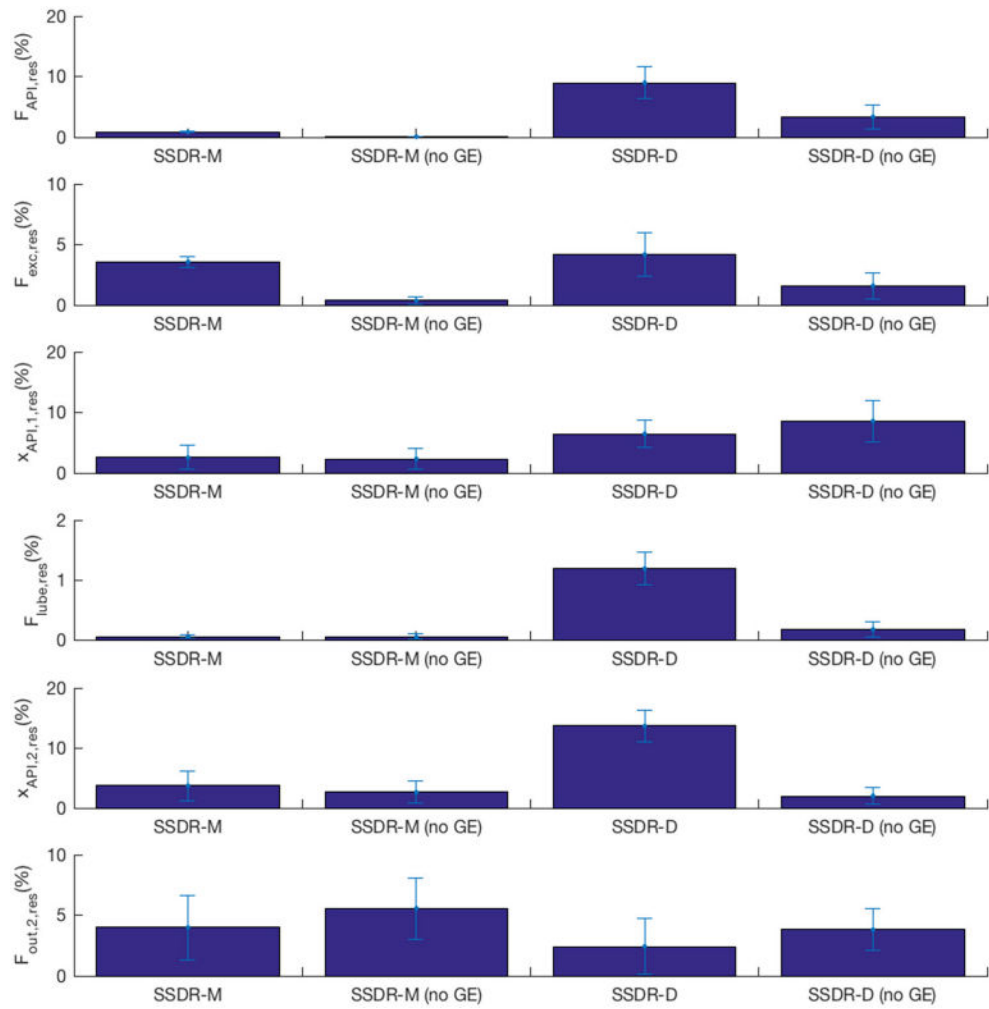 20
10
0
F_API,res(%)
SSDR-M SSDR-M (no GE) SSDR-D SSDR-D (no GE)
10
5
0
F_exc,res(%)
SSDR-M SSDR-M (no GE) SSDR-D SSDR-D (no GE)
20
10
0
x_API,1,res(%)
SSDR-M SSDR-M (no GE) SSDR-D SSDR-D (no GE)
2
1
0
F_lube,res(%)
SSDR-M SSDR-M (no GE) SSDR-D SSDR-D (no GE)
20
10
0
x_API,2,res(%)
SSDR-M SSDR-M (no GE) SSDR-D SSDR-D (no GE)
10
5
0
F_out,2,res(%)
SSDR-M SSDR-M (no GE) SSDR-D SSDR-D (no GE)